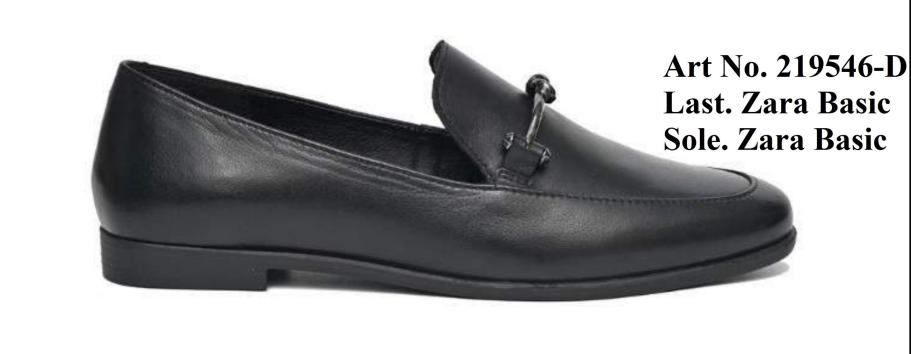 Art No. 219546-D
Last. Zara Basic
Sole. Zara Basic